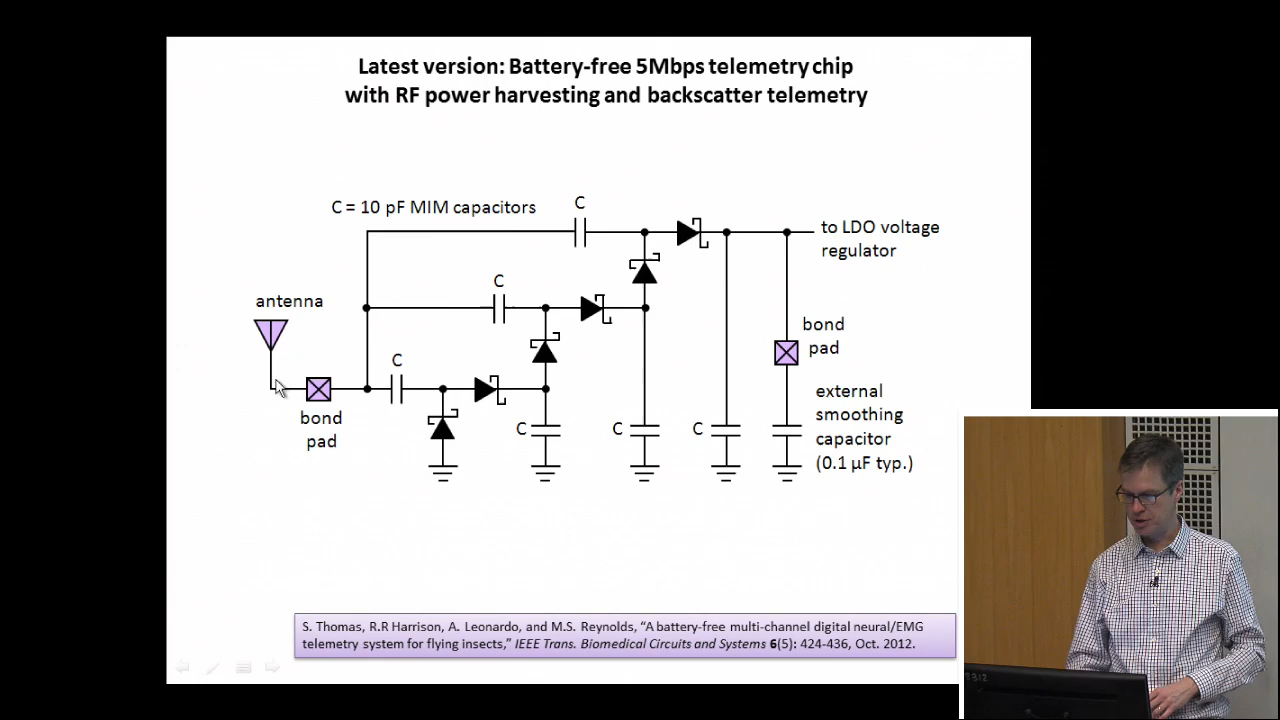 Latest version: Battery-free 5Mbps telemetry chip
with RF power harvesting and backscatter telemetry
C = 10 pF MIM capacitors
C
to LDO voltage
regulator
C
antenna
bond
pad
C
bond
pad
external
smoothing
capacitor
(0.1 µF typ.)
C
C
C
S. Thomas, R.R Harrison, A. Leonardo, and M.S. Reynolds, “A battery-free multi-channel digital neural/EMG
telemetry system for flying insects,” IEEE Trans. Biomedical Circuits and Systems 6(5): 424-436, Oct. 2012.